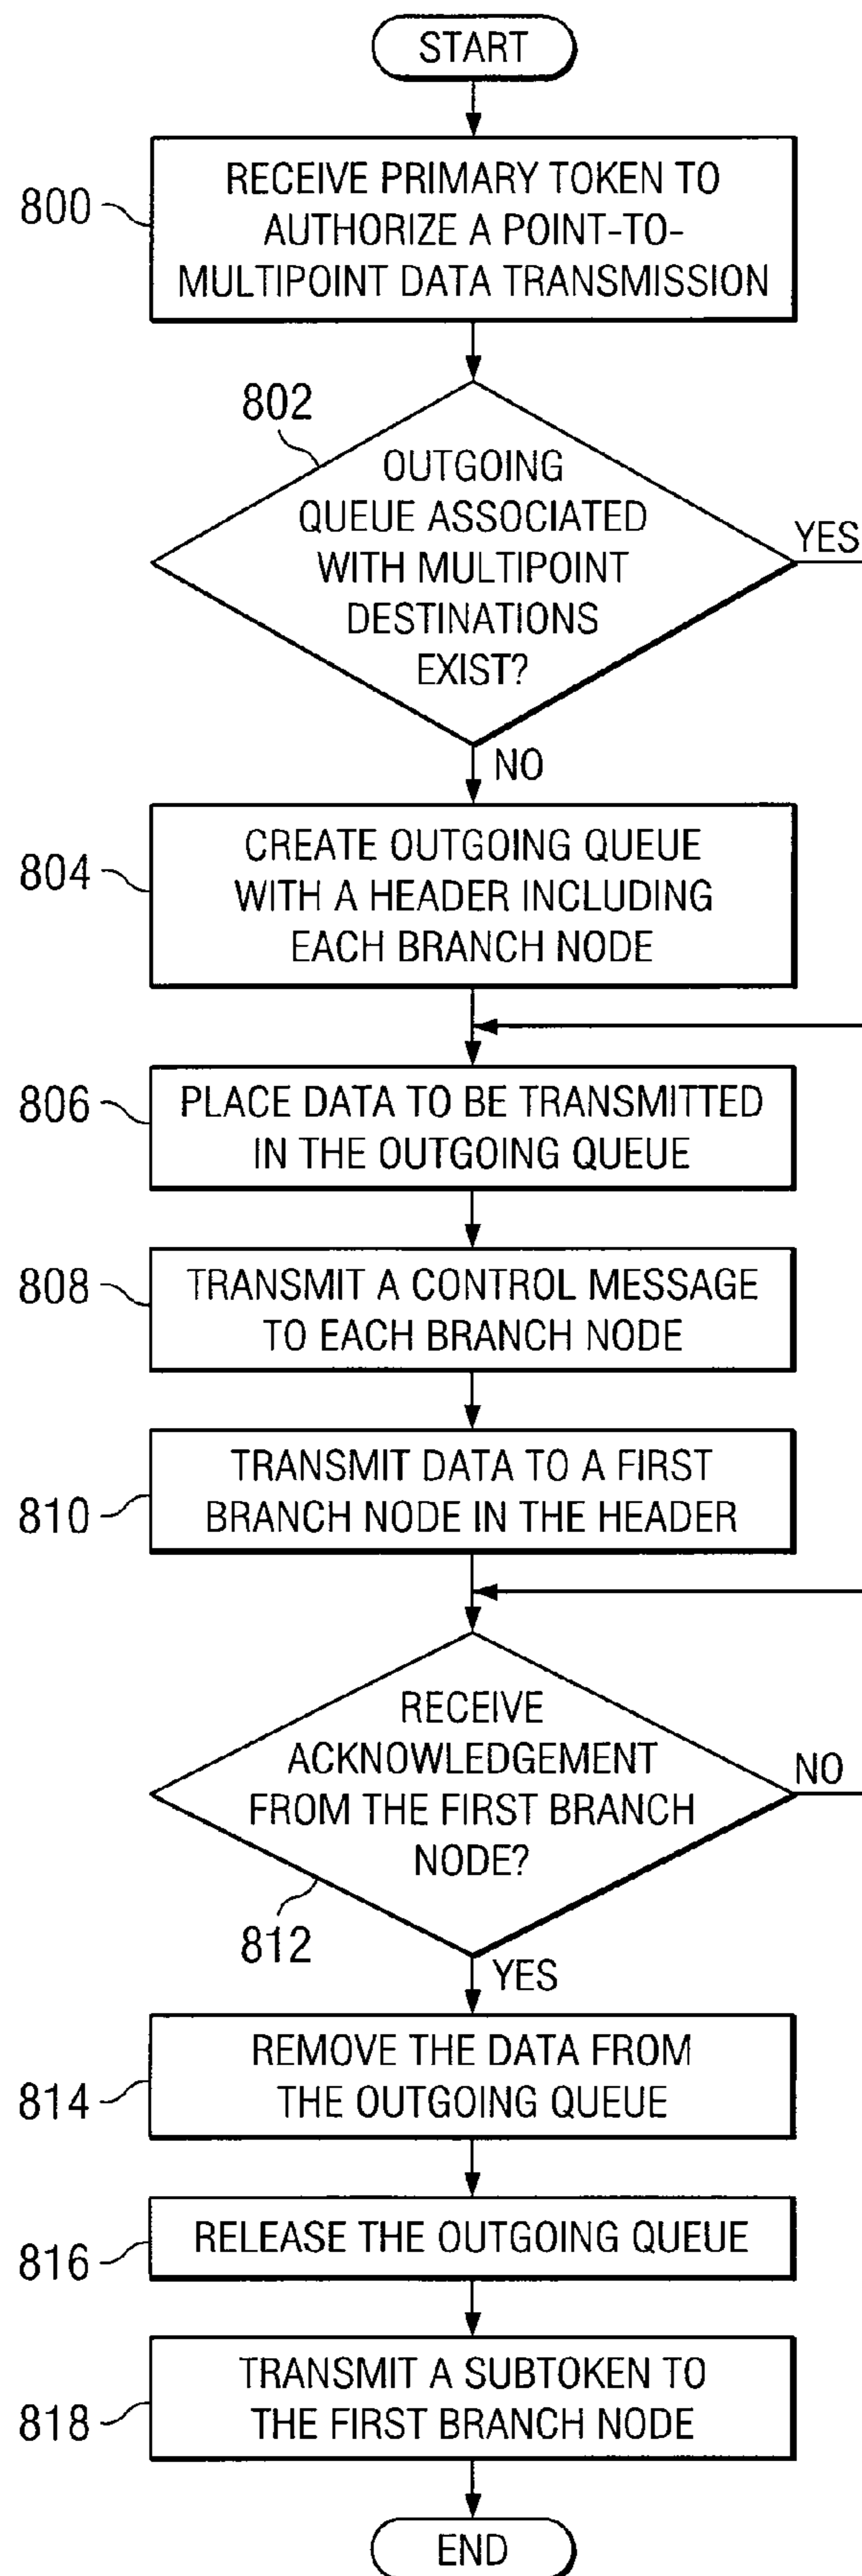 START
800
RECEIVE PRIMARY TOKEN TO
AUTHORIZE A POINT-TO-
MULTIPOINT DATA TRANSMISSION
802
OUTGOING
QUEUE ASSOCIATED
WITH MULTIPOINT
DESTINATIONS
EXIST?
YES
NO
804
CREATE OUTGOING QUEUE
WITH A HEADER INCLUDING
EACH BRANCH NODE
806
PLACE DATA TO BE TRANSMITTED
IN THE OUTGOING QUEUE
808
TRANSMIT A CONTROL MESSAGE
TO EACH BRANCH NODE
810
TRANSMIT DATA TO A FIRST
BRANCH NODE IN THE HEADER
RECEIVE
ACKNOWLEDGEMENT
FROM THE FIRST BRANCH
NODE?
NO
812
YES
814
REMOVE THE DATA FROM
THE OUTGOING QUEUE
816
RELEASE THE OUTGOING QUEUE
818
TRANSMIT A SUBTOKEN TO
THE FIRST BRANCH NODE
END